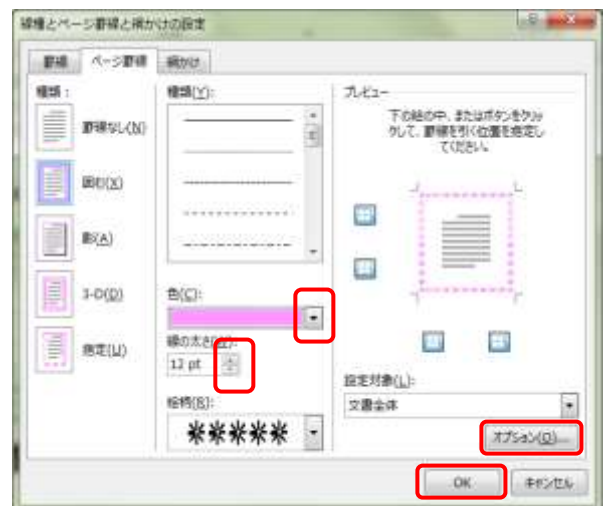 線種とページ罫線と網かけの設定
罫線
ページ罫線
網かけ
種類：
罫線なし(N)
囲む(X)
影(A)
3-D(D)
指定(U)
種類(Y):
色(C):
線の太さ(W):
12 pt
絵柄(R):
プレビュー
下の絵の中、またはボタンをクリッ
クして、罫線を引く位置を指定し
てください。
設定対象(L):
文書全体
オプション(O)...
OK
キャンセル